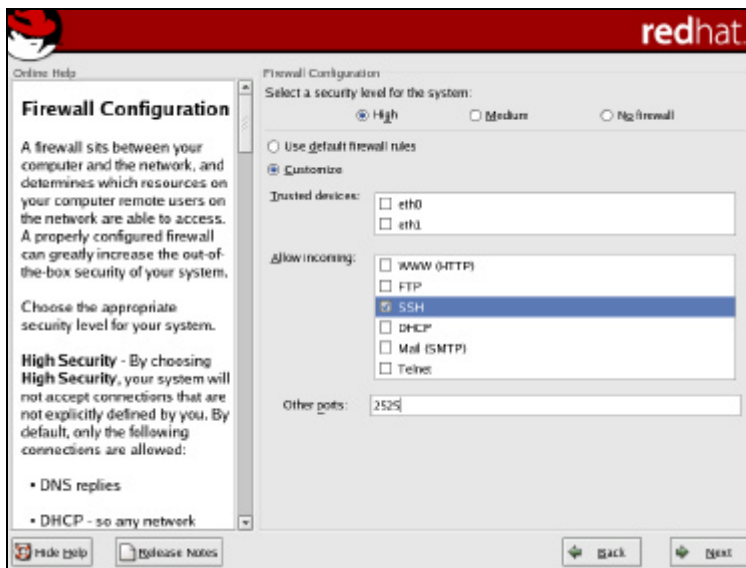 redhat.
Online Help
Firewall Configuration
A firewall sits between your
computer and the network, and
determines which resources on
your computer remote users on
the network are able to access.
A properly configured firewall
can greatly increase the out-of-
the-box security of your system.
Choose the appropriate
security level for your system.
High Security - By choosing
High Security, your system will
not accept connections that are
not explicitly defined by you. By
default, only the following
connections are allowed:
• DNS replies
• DHCP - so any network
Firewall Configuration
Select a security level for the system:
High
Medium
No firewall
Use default firewall rules
Customize
Trusted devices:
eth0
eth1
Allow incoming:
WWW (HTTP)
FTP
SSH
DHCP
Mail (SMTP)
Telnet
Other ports:
2525
Hide Help
Release Notes
Back
Next